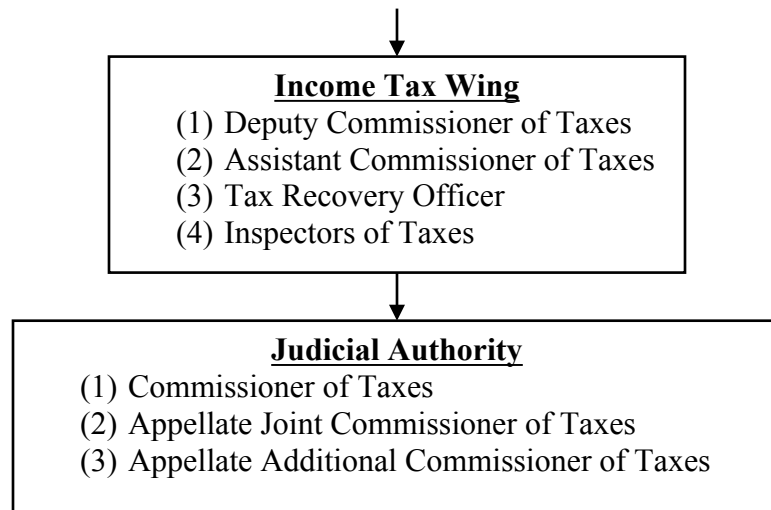 Income Tax Wing
(1) Deputy Commissioner of Taxes
(2) Assistant Commissioner of Taxes
(3) Tax Recovery Officer
(4) Inspectors of Taxes
Judicial Authority
(1) Commissioner of Taxes
(2) Appellate Joint Commissioner of Taxes
(3) Appellate Additional Commissioner of Taxes